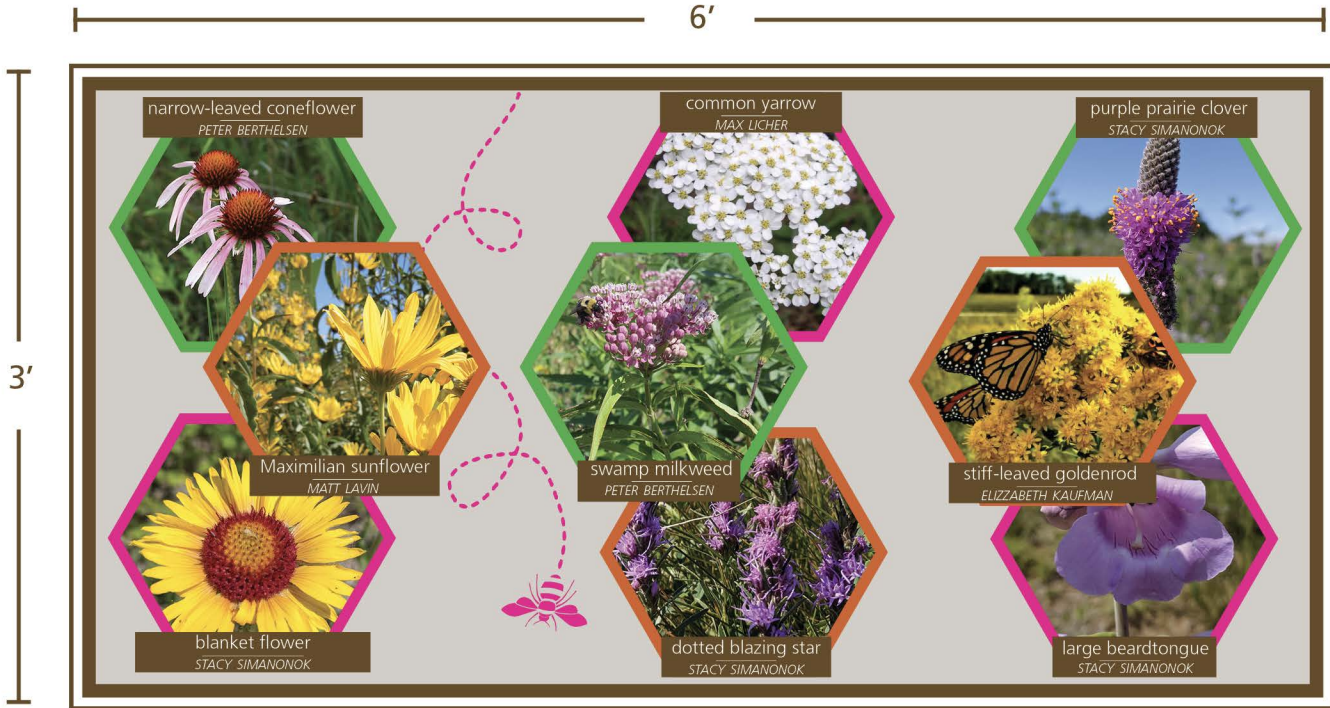 6’
3’
narrow-leaved coneflower
PETER BERTHELSEN
common yarrow
MAX LICHER
purple prairie clover
STACY SIMANONOK
Maximilian sunflower
MATT LAVIN
swamp milkweed
PETER BERTHELSEN
stiff-leaved goldenrod
ELIZZABETH KAUFMAN
blanket flower
STACY SIMANONOK
dotted blazing star
STACY SIMANONOK
large beardtongue
STACY SIMANONOK